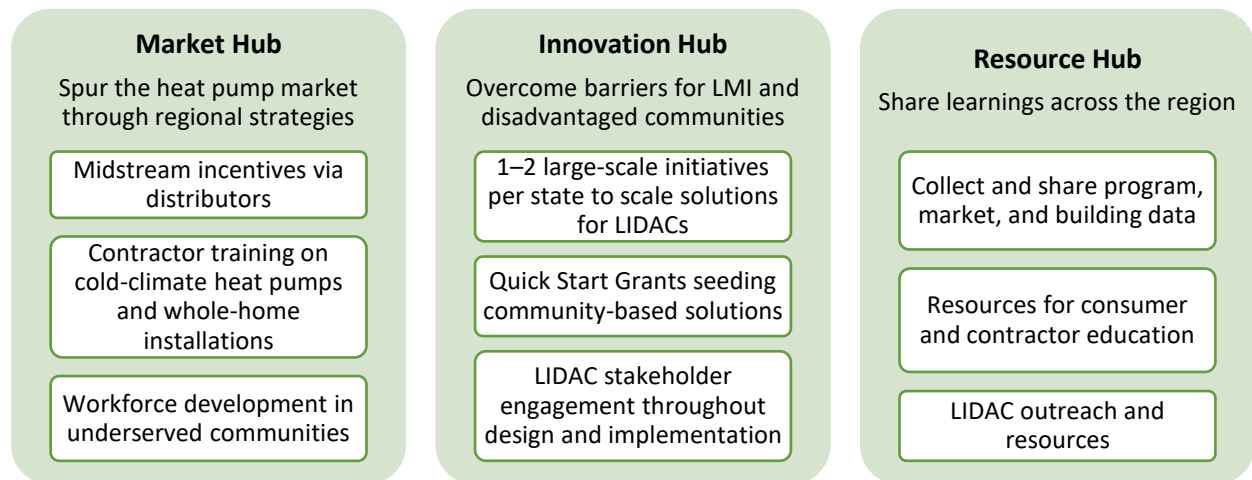 Market Hub
Spur the heat pump market
through regional strategies
Midstream incentives via
distributors
Contractor training on
cold-climate heat pumps
and whole-home
installations
Workforce development in
underserved communities
Innovation Hub
Overcome barriers for LMI and
disadvantaged communities
1–2 large-scale initiatives
per state to scale solutions
for LIDACs
Quick Start Grants seeding
community-based solutions
LIDAC stakeholder
engagement throughout
design and implementation
Resource Hub
Share learnings across the region
Collect and share program,
market, and building data
Resources for consumer
and contractor education
LIDAC outreach and
resources